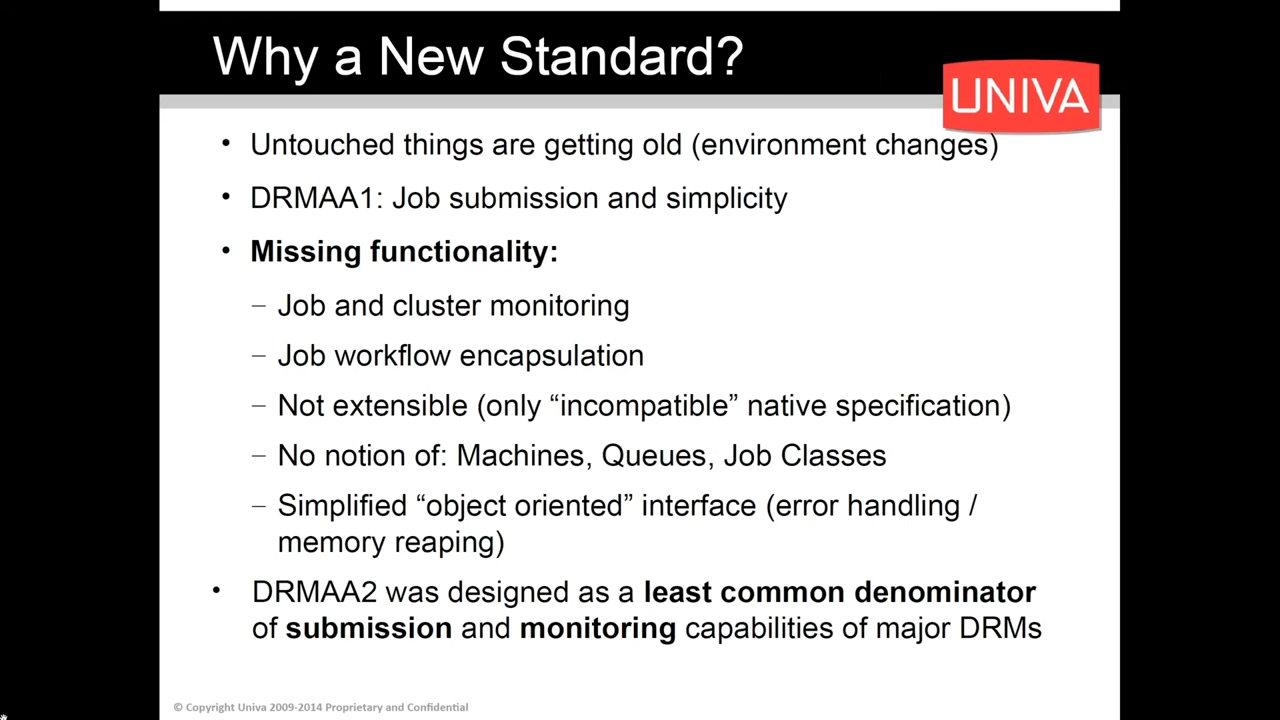 Why a New Standard?
UNIVA
• Untouched things are getting old (environment changes)
• DRMAA1: Job submission and simplicity
• Missing functionality:
– Job and cluster monitoring
– Job workflow encapsulation
– Not extensible (only “incompatible” native specification)
– No notion of: Machines, Queues, Job Classes
– Simplified “object oriented” interface (error handling /
memory reaping)
• DRMAA2 was designed as a least common denominator
of submission and monitoring capabilities of major DRMs
© Copyright Univa 2009-2014 Proprietary and Confidential